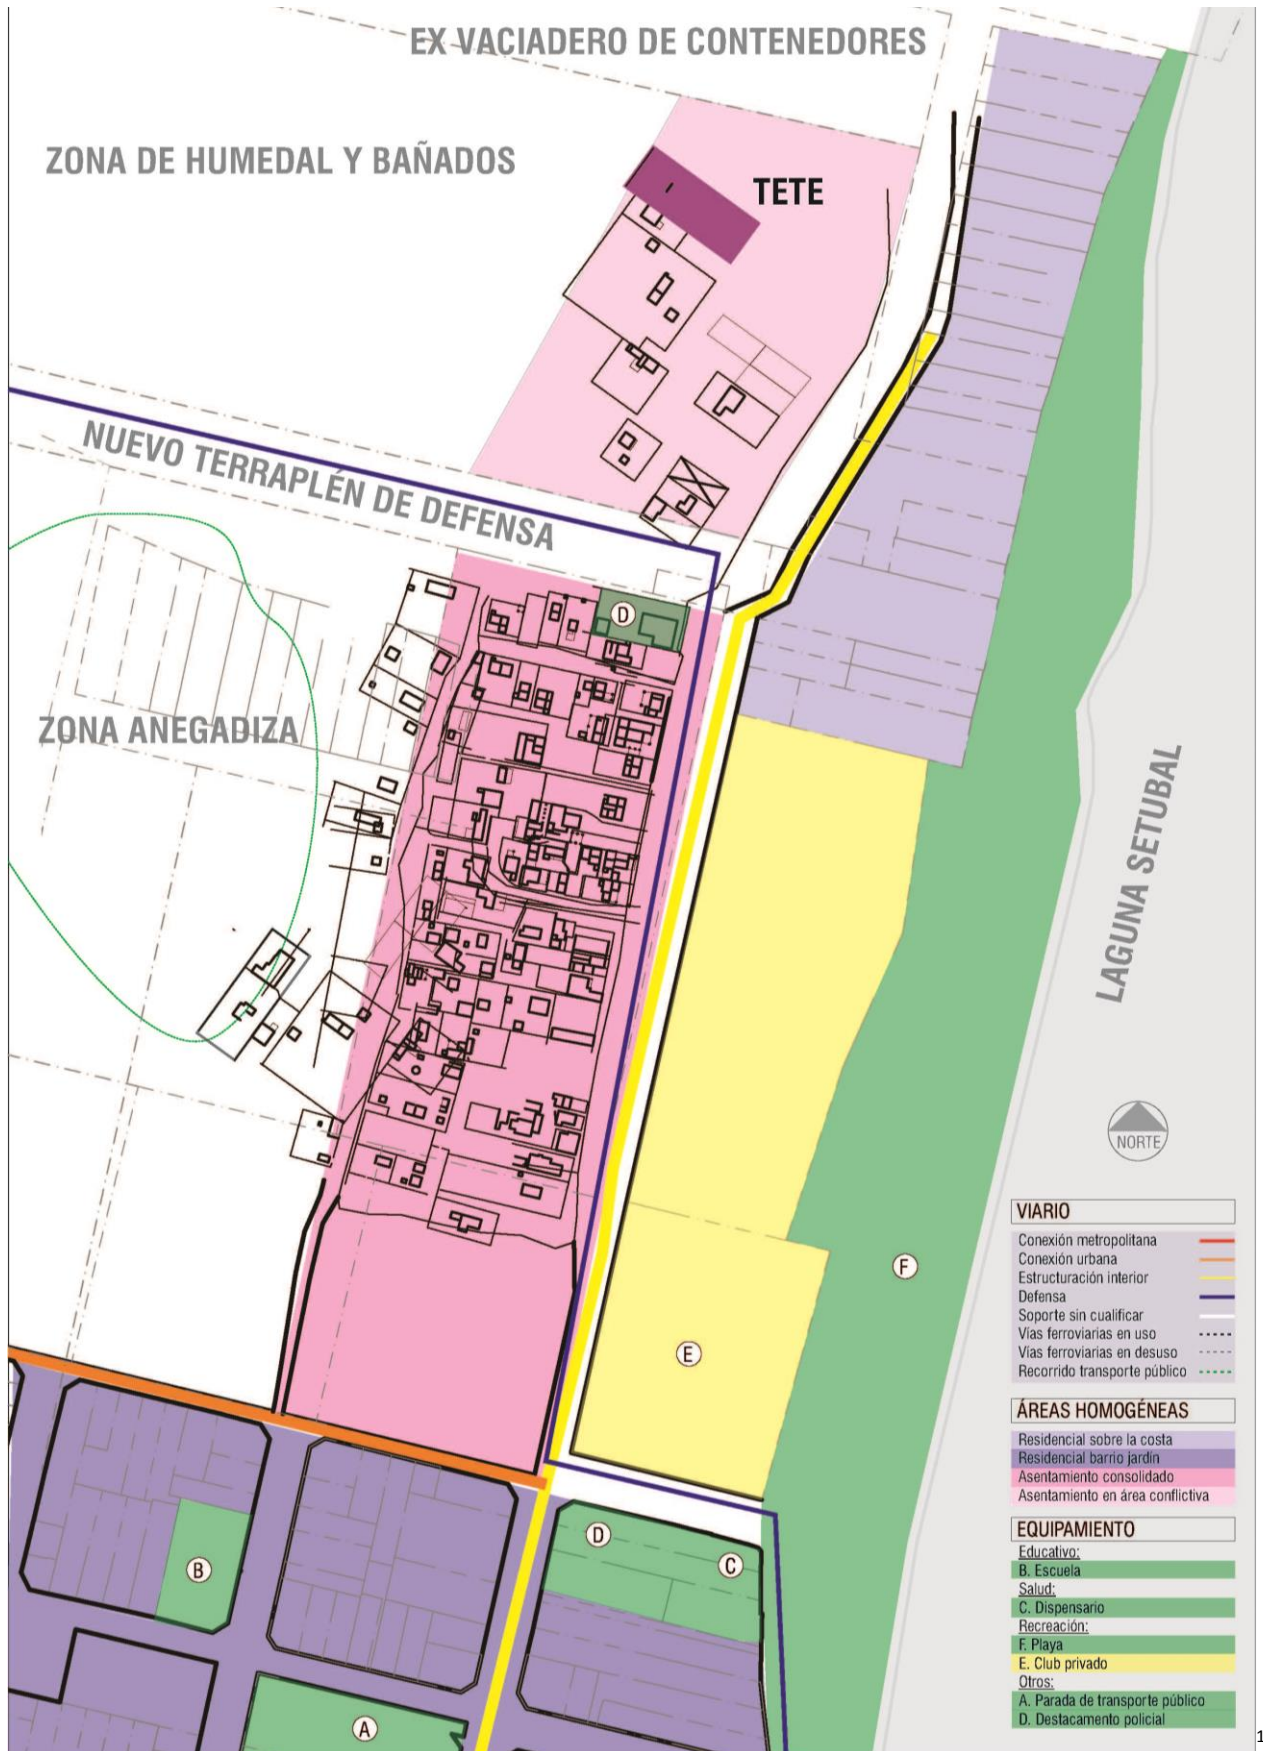 EX VACIADERO DE CONTENEDORES
ZONA DE HUMEDAL Y BAÑADOS
TETE
NUEVO TERRAPLÉN DE DEFENSA
D
ZONA ANEGADIZA
LAGUNA SETUBAL
NORTE
F
E
D
C
B
A
VIARIO
Conexión metropolitana
Conexión urbana
Estructuración interior
Defensa
Soporte sin cualificar
Vías ferroviarias en uso
Vías ferroviarias en desuso
Recorrido transporte público
ÁREAS HOMOGÉNEAS
Residencial sobre la costa
Residencial barrio jardín
Asentamiento consolidado
Asentamiento en área conflictiva
EQUIPAMIENTO
Educativo:
B. Escuela
Salud:
C. Dispensario
Recreación:
F. Playa
E. Club privado
Otros:
A. Parada de transporte público
D. Destacamento policial
1